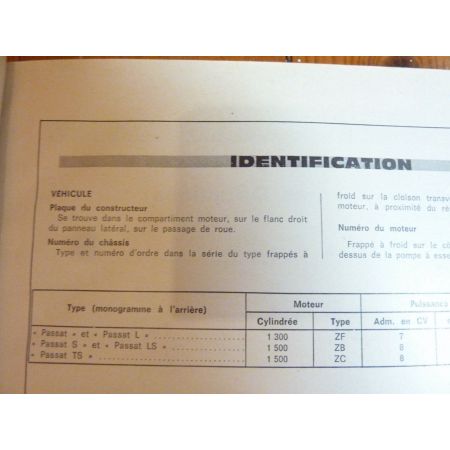 IDENTIFICATION
VÉHICULE
Plaque du constructeur
Se trouve dans le compartiment moteur, sur le flanc droit
du panneau latéral, sur le passage de roue.
Numéro du châssis
Type et numéro d'ordre dans la série du type frappés à
froid sur la cloison
moteur, à proximité du
Numéro du moteur
Frappé à froid sur le
dessus de la pompe à
Type (monogramme à l'arrière) Moteur
Cylindrée Type Adm. en CV
« Passat » et « Passat L » 1 300 ZF 7
« Passat S » et « Passat LS » 1 500 ZB 8
« Passat TS » 1 500 ZC 8